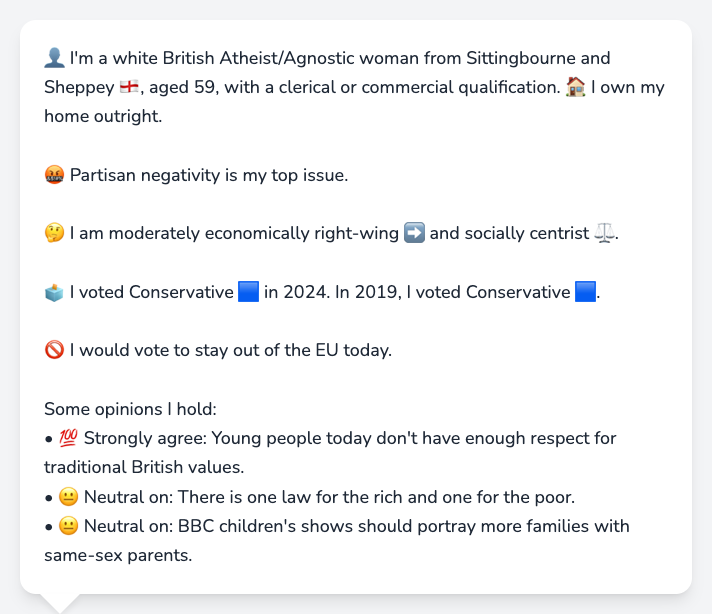 👤 I'm a white British Atheist/Agnostic woman from Sittingbourne and
Sheppey 🏴󠁧󠁢󠁥󠁮󠁧󠁿, aged 59, with a clerical or commercial qualification. 🏠 I own my
home outright.
🤬 Partisan negativity is my top issue.
🤔 I am moderately economically right-wing ➡️ and socially centrist ⚖️.
🗳️ I voted Conservative 🟦 in 2024. In 2019, I voted Conservative 🟦.
🚫 I would vote to stay out of the EU today.
Some opinions I hold:
• 💯 Strongly agree: Young people today don't have enough respect for
traditional British values.
• 😐 Neutral on: There is one law for the rich and one for the poor.
• 😐 Neutral on: BBC children's shows should portray more families with
same-sex parents.